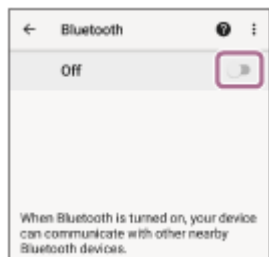 Bluetooth
Off
When Bluetooth is turned on, your device
can communicate with other nearby
Bluetooth devices.